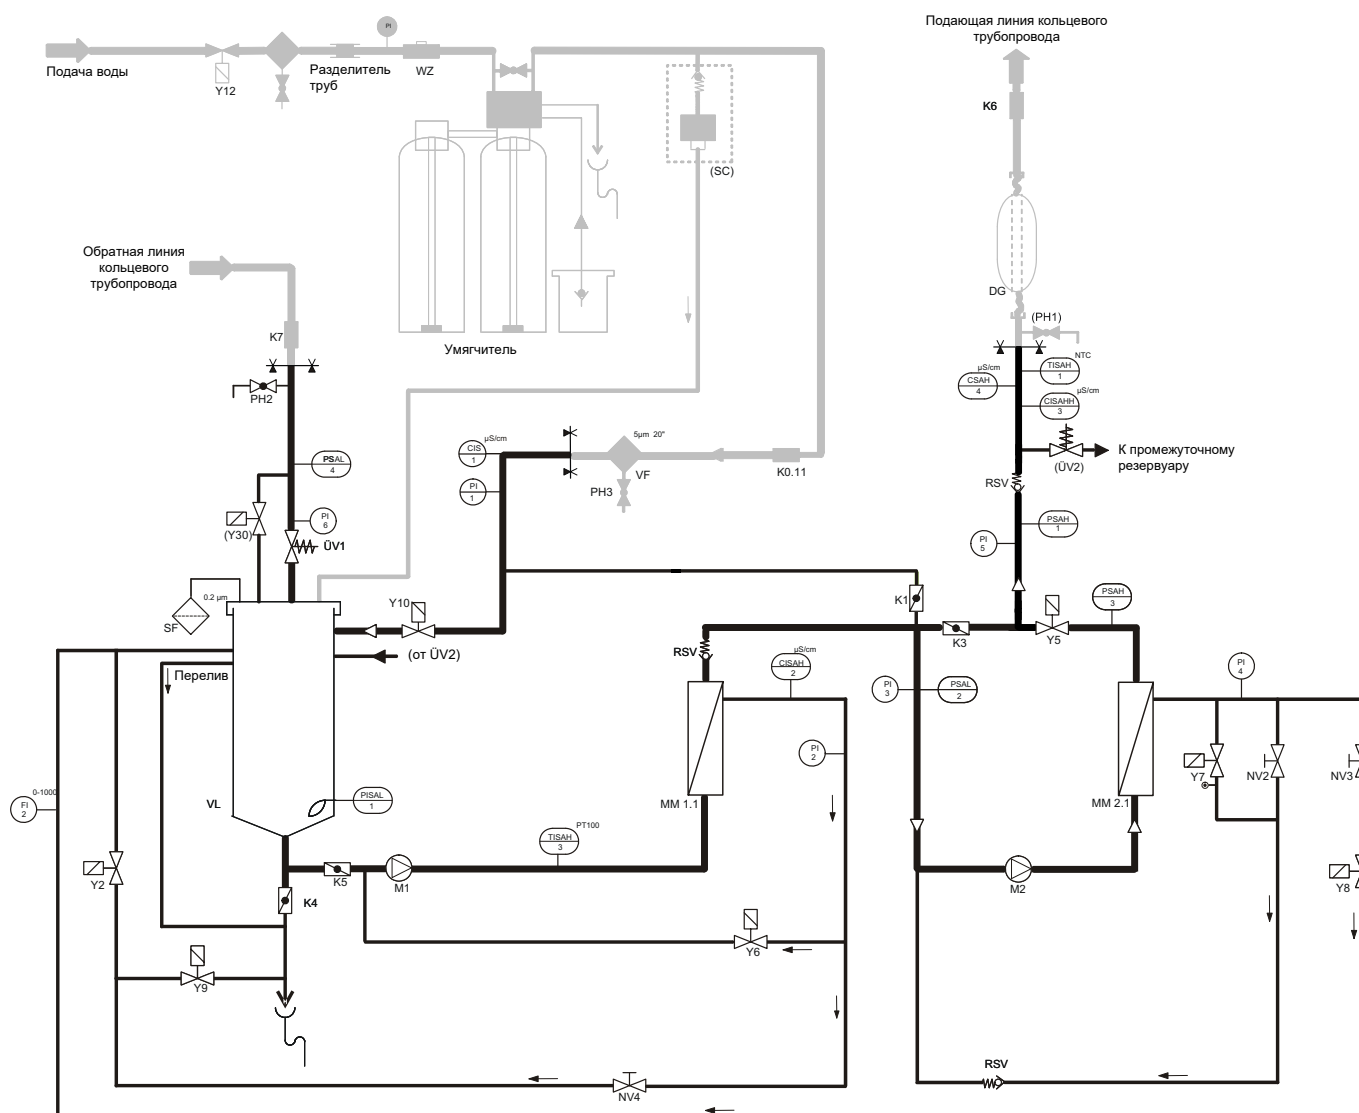 Подающая линия кольцевого
трубопровода
PI
Подача воды
Y12
Разделитель
труб
WZ
K6
(SC)
Обратная линия
кольцевого
трубопровода
K7
Умягчитель
DG
(PH1)
NTC
TISAH
1
µS/cm
CSAH
4
µS/cm
CISAHH
3
PH2
µS/cm
CIS
1
5µm 20"
VF
K0.11
PH3
К промежуточному
резервуару
(ÜV2)
RSV
PSAL
4
PI
1
(Y30)
PI
6
ÜV1
PSAH
1
PI
5
0.2 µm
SF
Y10
K1
PSAH
3
K3
Y5
(от ÜV2)
RSV
µS/cm
CISAH
2
Перелив
PI
3
PSAL
2
PI
4
PI
2
Y7
NV2
NV3
0-1000
FI
2
VL
PISAL
1
MM 1.1
MM 2.1
PT100
TISAH
3
Y2
K5
M1
M2
Y8
K4
Y6
Y9
RSV
NV4